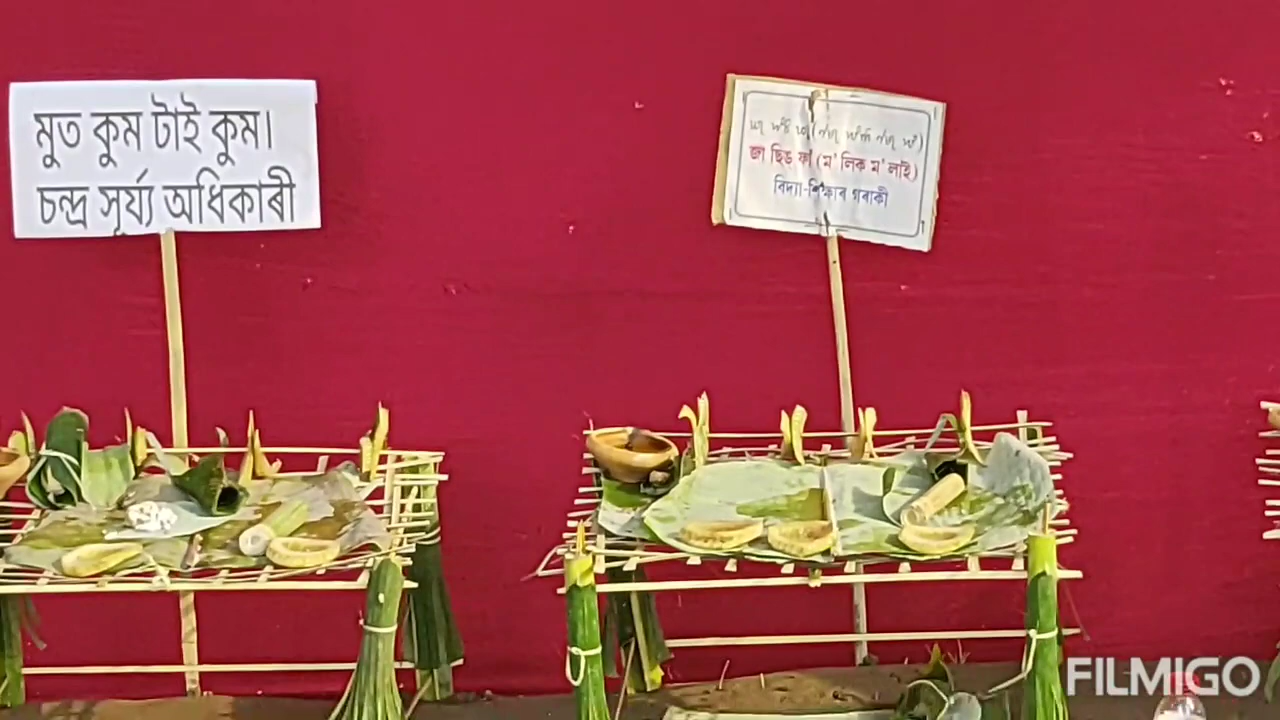 মুত কুম টাই কুম।
চন্দ্ৰ সূৰ্য্য অধিকাৰী
জা ছিঙ ফা (ম' লিক ম' লাই)
বিদ্যা-শিক্ষাৰ গৰাকী
FILMIGO